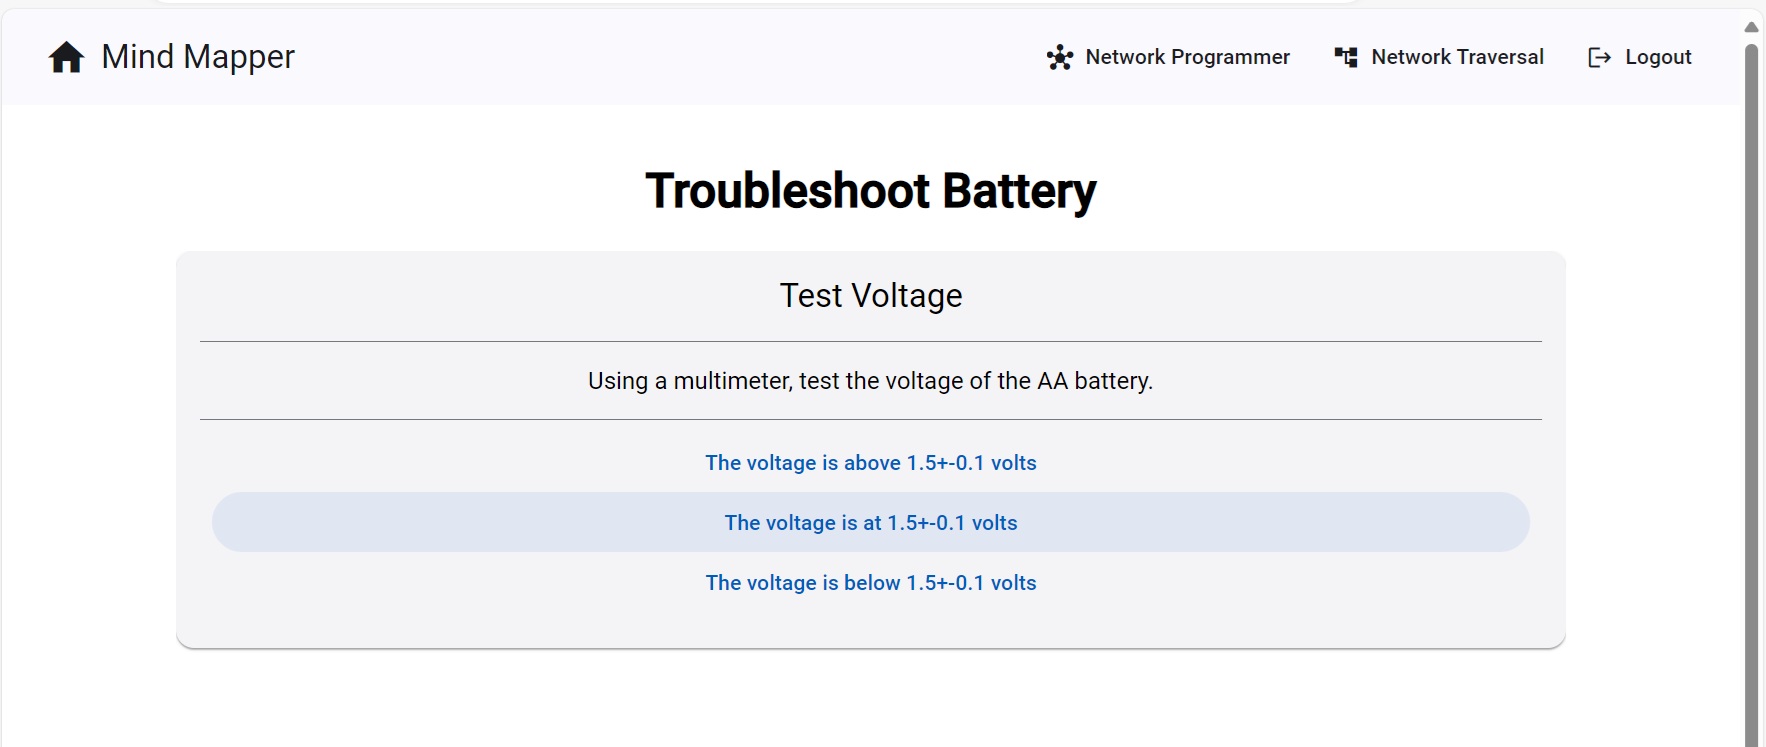 Mind Mapper
Network Programmer
Network Traversal
Logout
Troubleshoot Battery
Test Voltage
Using a multimeter, test the voltage of the AA battery.
The voltage is above 1.5+-0.1 volts
The voltage is at 1.5+-0.1 volts
The voltage is below 1.5+-0.1 volts